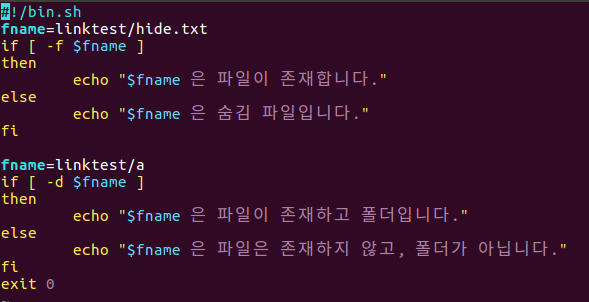 #!/bin.sh
fname=linktest/hide.txt
if [ -f $fname ]
then
        echo "$fname 은 파일이 존재합니다."
else
        echo "$fname 은 숨김 파일입니다."
fi

fname=linktest/a
if [ -d $fname ]
then
        echo "$fname 은 파일이 존재하고 폴더입니다."
else
        echo "$fname 은 파일은 존재하지 않고, 폴더가 아닙니다."
fi
exit 0